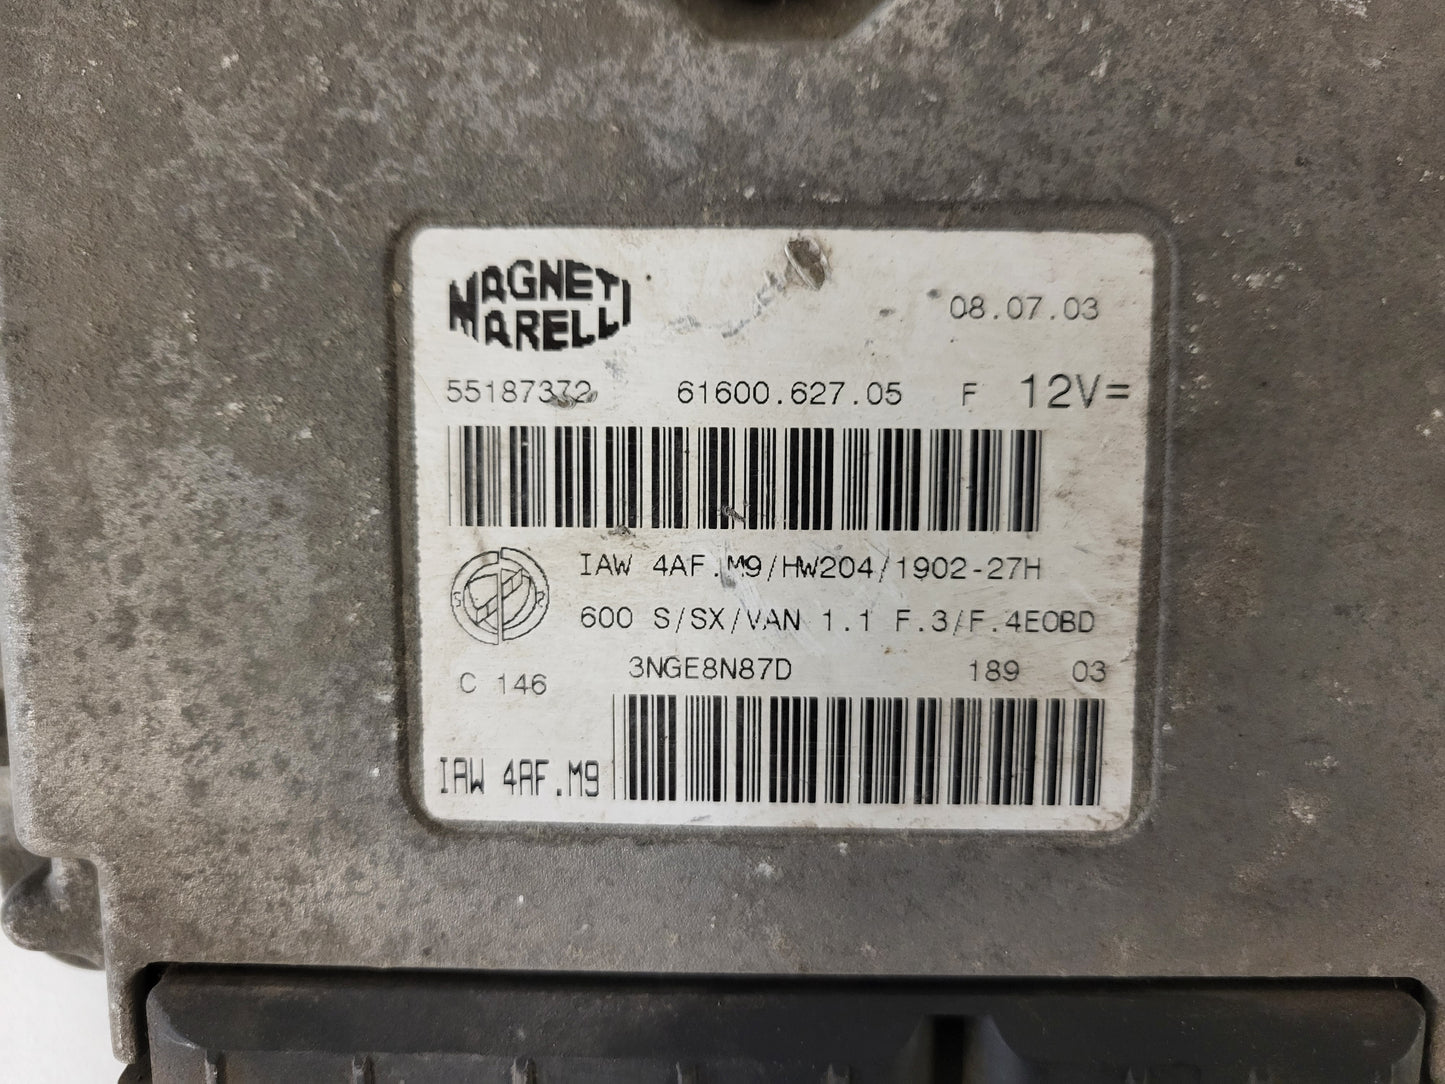 MAGNETI
MARELLI
08.07.03
55187372 61600.627.05 F 12V=
IAW 4AF.M9/HW204/1902-27H
S R
600 S/SX/VAN 1.1 F.3/F.4EOBD
3NGE8N87D 189 03
C 146
IAW 4AF.M9